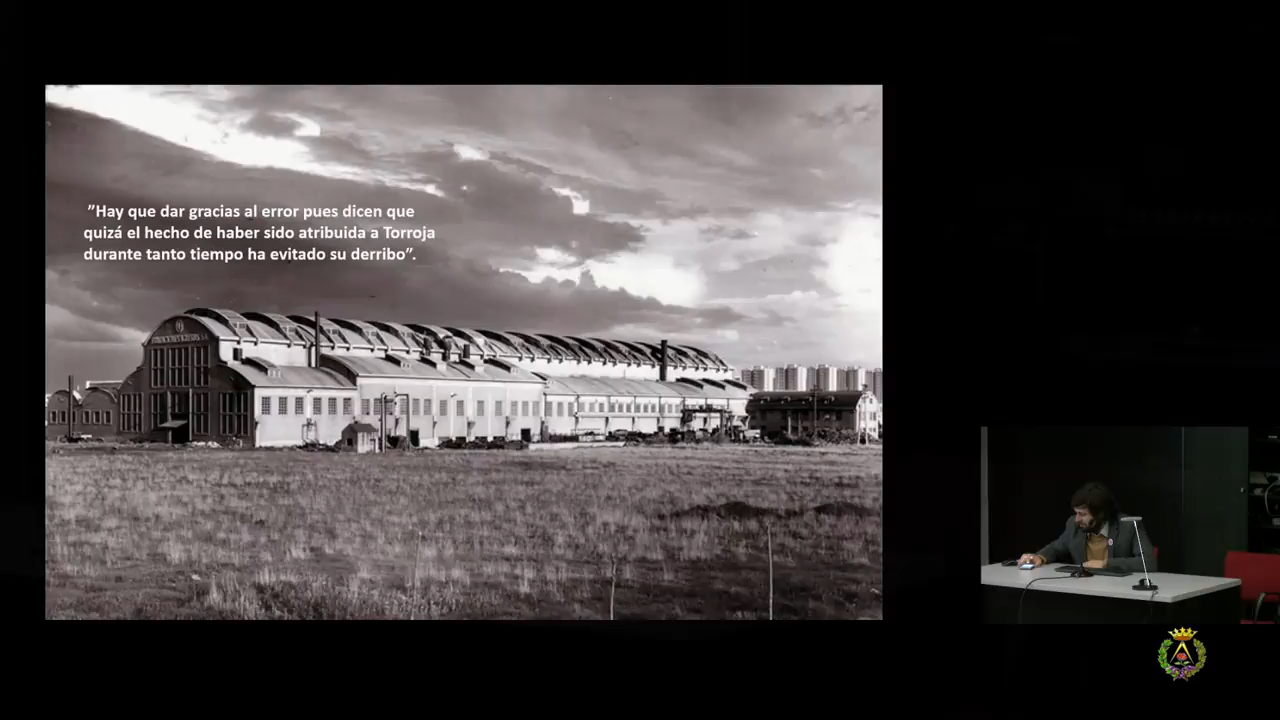 ”Hay que dar gracias al error pues dicen que
quizá el hecho de haber sido atribuida a Torroja
durante tanto tiempo ha evitado su derribo”.